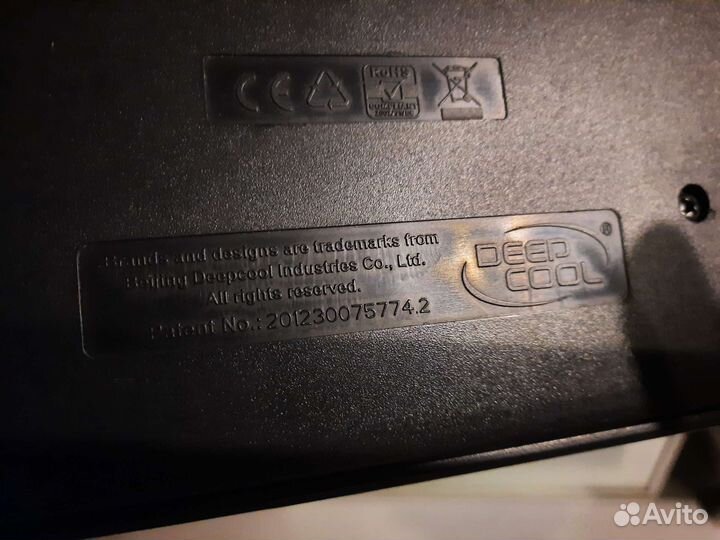 CE
RoHS
COMPLIANT
Brands and designs are trademarks from
Beijing Deepcool Industries Co., Ltd.
All rights reserved.
Patent No.: 201230075774.2
DEEP
COOL
®
Avito